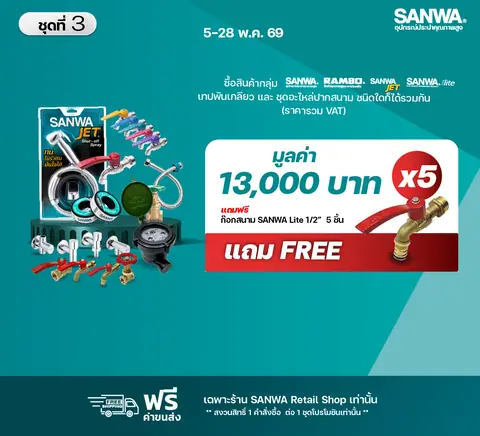 ชุดที่ 3
5-28 พ.ค. 69
SANWA®
อุปกรณ์ประปาคุณภาพสูง
ซื้อสินค้ากลุ่ม SANWA RAMBO SANWA JET SANWA lite
เทปพันเกลียว และ ชุดอะไหล่ปากสนาม ชนิดใดก็ได้รวมกัน
(ราคารวม VAT)
SANWA
JET
Shut-off
Spray
มูลค่า
13,000 บาท
x5
แถมฟรี
ก๊อกสนาม SANWA Lite 1/2" 5 ชิ้น
แถม FREE
FREE
SHIPPING
ฟรี
ค่าขนส่ง
เฉพาะร้าน SANWA Retail Shop เท่านั้น
** สงวนสิทธิ์ 1 คำสั่งซื้อ ต่อ 1 ชุดโปรโมชันเท่านั้น **